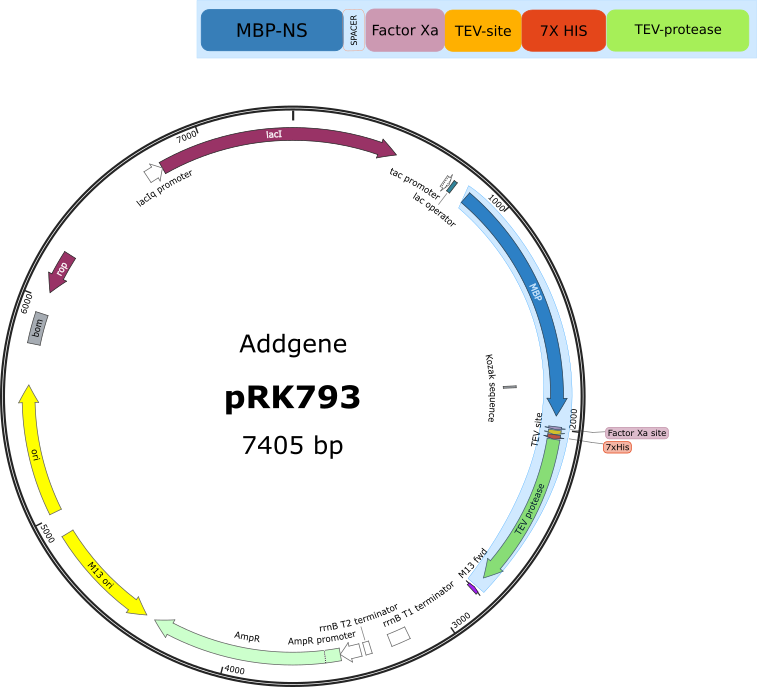 MBP-NS
SPACER
Factor Xa
TEV-site
7X HIS
TEV-protease
7000
lacI
lacIq promoter
tac promoter
lac operator
1000
MBP
rop
6000
bom
Addgene
pRK793
7405 bp
Kozak sequence
2000
TEV site
Factor Xa site
7xHis
ori
TEV protease
5000
M13 ori
M13 fwd
rrnB T1 terminator
rrnB T2 terminator
AmpR promoter
AmpR
3000
4000